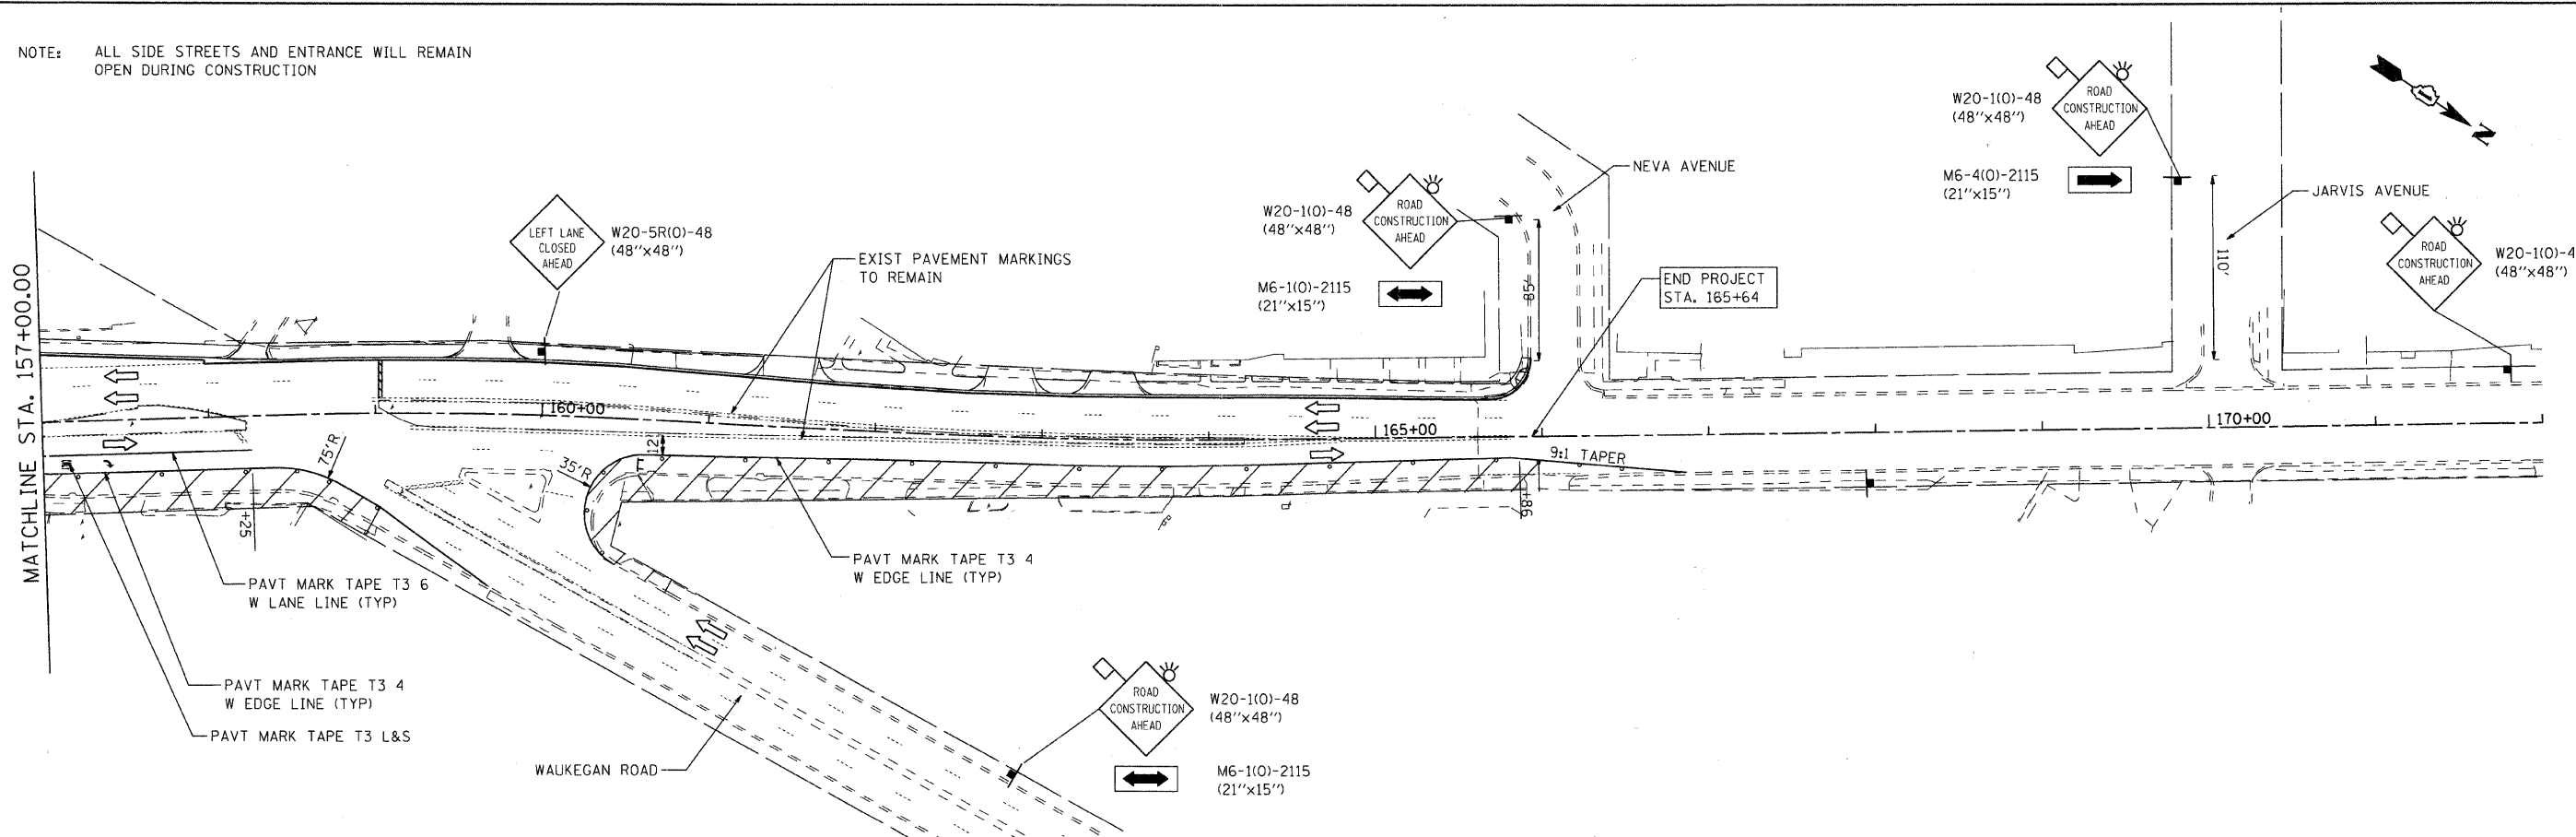 NOTE: ALL SIDE STREETS AND ENTRANCE WILL REMAIN
OPEN DURING CONSTRUCTION
MATCHLINE STA. 157+00.00
LEFT LANE
CLOSED
AHEAD
W20-5R(O)-48
(48"x48")
EXIST PAVEMENT MARKINGS
TO REMAIN
ROAD
CONSTRUCTION
AHEAD
W20-1(O)-48
(48"x48")
M6-1(O)-2115
(21"x15")
85'
NEVA AVENUE
END PROJECT
STA. 165+64
ROAD
CONSTRUCTION
AHEAD
W20-1(O)-48
(48"x48")
M6-4(O)-2115
(21"x15")
110'
JARVIS AVENUE
N
ROAD
CONSTRUCTION
AHEAD
W20-1(O)-4
(48"x48")
160+00
165+00
170+00
75'R
35'R
12'
9:1 TAPER
+25
+86
PAVT MARK TAPE T3 6
W LANE LINE (TYP)
PAVT MARK TAPE T3 4
W EDGE LINE (TYP)
PAVT MARK TAPE T3 4
W EDGE LINE (TYP)
PAVT MARK TAPE T3 L&S
WAUKEGAN ROAD
ROAD
CONSTRUCTION
AHEAD
W20-1(O)-48
(48"x48")
M6-1(O)-2115
(21"x15")